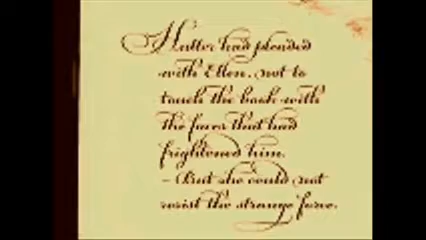 Hutter had pleaded
with Ellen, not to
touch the book with
the faces that had
frightened him.
– But she could not
resist the strange force.